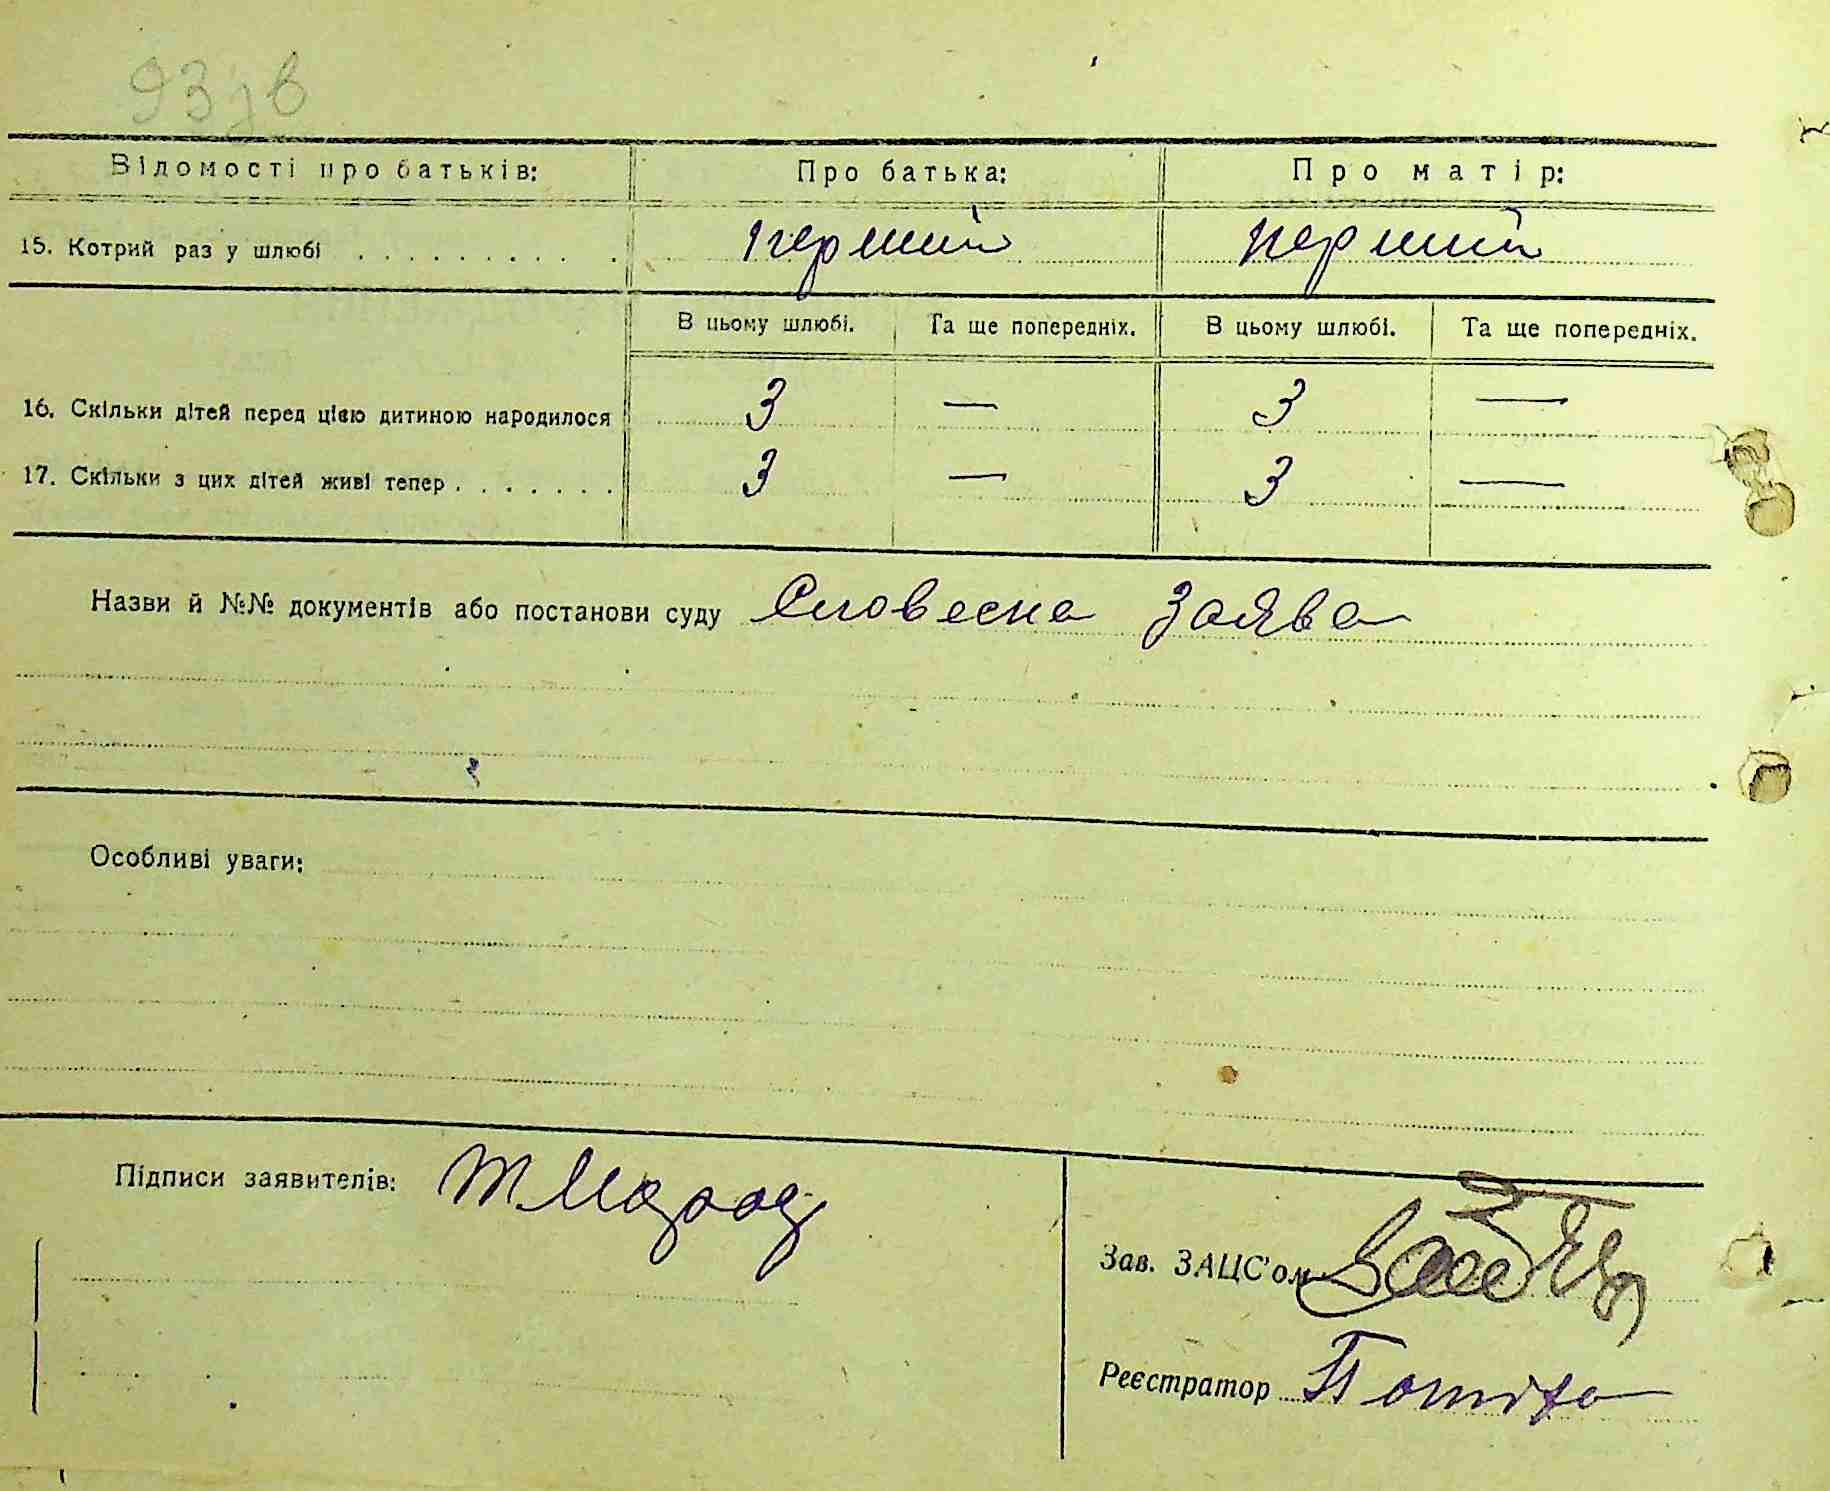 93зв
Відомості про батьків: Про батька: Про матір:
15. Котрий раз у шлюбі . . . . . . . . . . перший перший
В цьому шлюбі. Та ще попередніх. В цьому шлюбі. Та ще попередніх.
16. Скільки дітей перед цією дитиною народилося 3 — 3 —
17. Скільки з цих дітей живі тепер . . . . . . . 3 — 3 —
Назви й №№ документів або постанови суду Словесна заява
Особливі уваги:
Підписи заявителів:
Зав. ЗАЦС'ом
Реєстратор